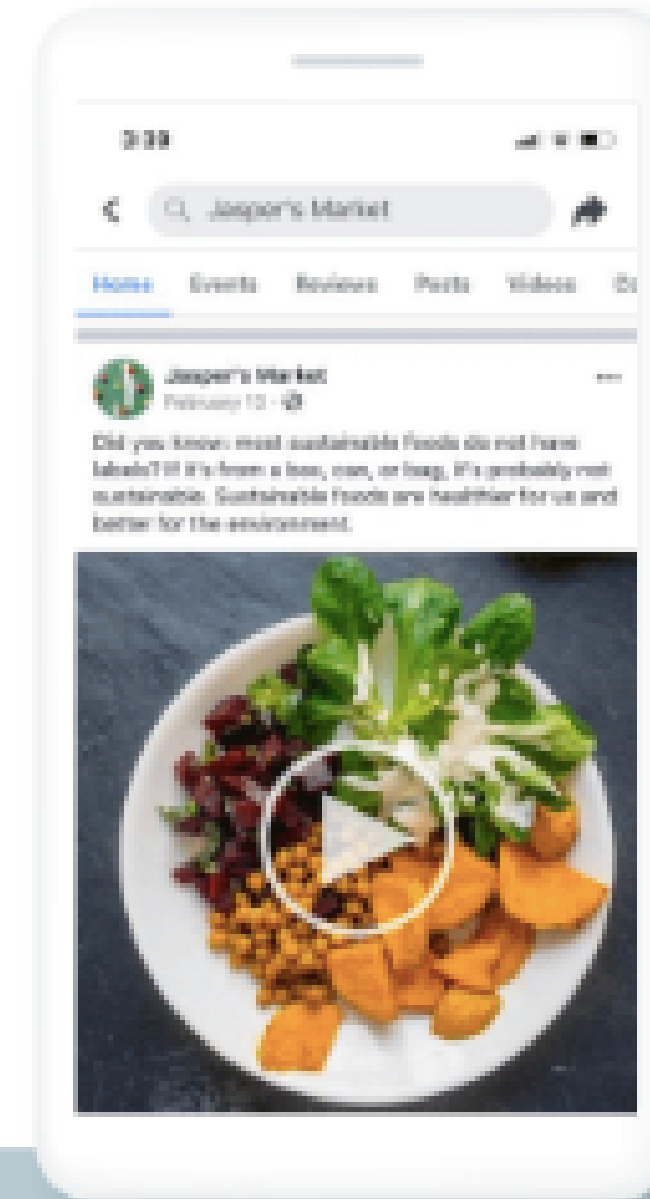 3:39
Jasper's Market
Home Events Reviews Posts Videos
Jasper's Market
February 10 ·
Did you know: most sustainable foods do not have
labels? If it's from a box, can, or bag, it's probably not
sustainable. Sustainable foods are healthier for us and
better for the environment.